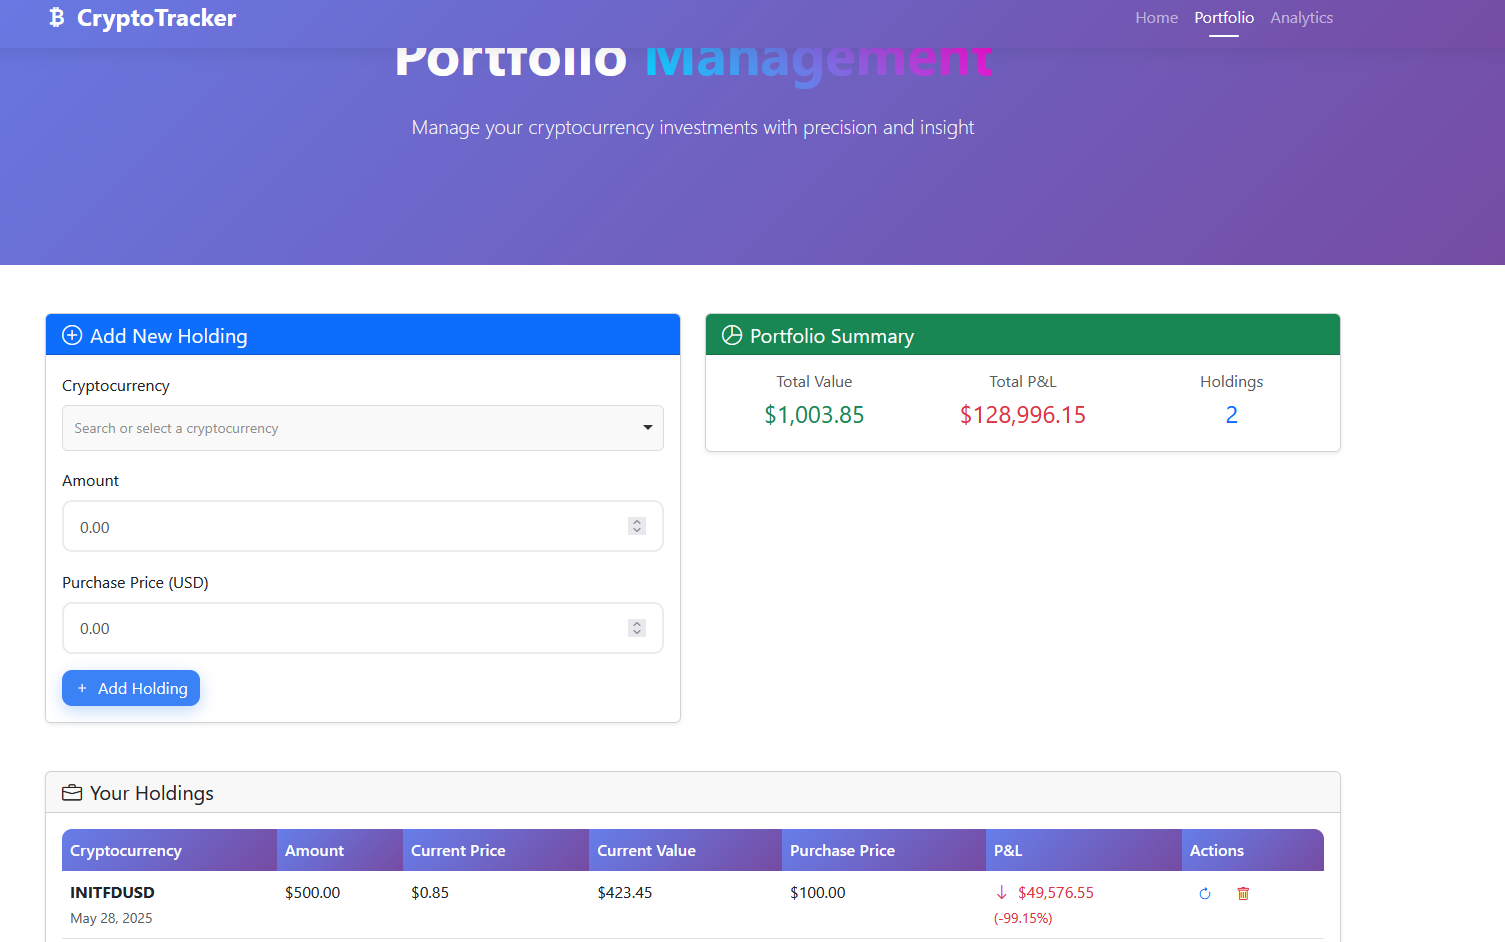 CryptoTracker
Home Portfolio Analytics
Portfolio Management
Manage your cryptocurrency investments with precision and insight
Add New Holding
Cryptocurrency
Search or select a cryptocurrency
Amount
0.00
Purchase Price (USD)
0.00
+ Add Holding
Portfolio Summary
Total Value Total P&L Holdings
$1,003.85 $128,996.15 2
Your Holdings
Cryptocurrency Amount Current Price Current Value Purchase Price P&L Actions
INITFDUSD $500.00 $0.85 $423.45 $100.00 ↓ $49,576.55
May 28, 2025 (-99.15%)